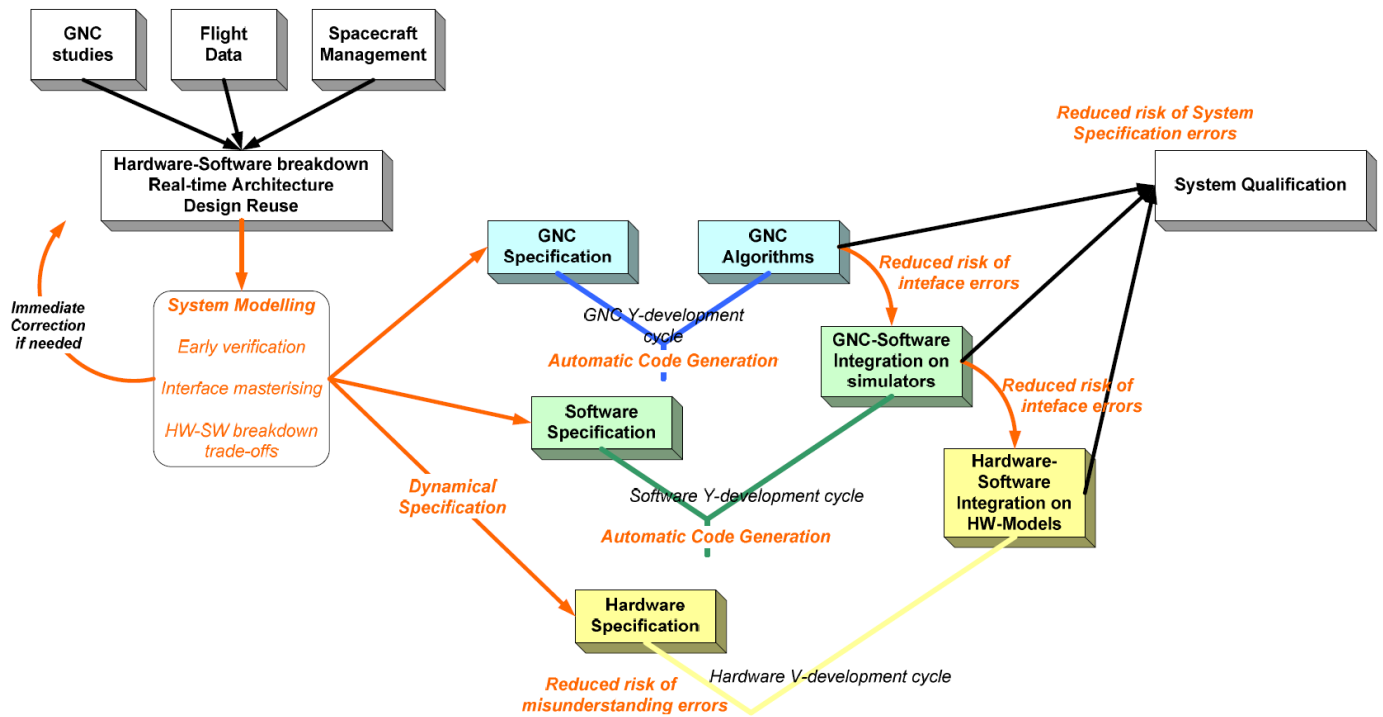 GNC
studies
Flight
Data
Spacecraft
Management
Hardware-Software breakdown
Real-time Architecture
Design Reuse
Immediate
Correction
if needed
System Modelling
Early verification
Interface masterising
HW-SW breakdown
trade-offs
Dynamical
Specification
GNC
Specification
GNC
Algorithms
GNC Y-development
cycle
Automatic Code Generation
Reduced risk of
inteface errors
GNC-Software
Integration on
simulators
Software
Specification
Software Y-development cycle
Automatic Code Generation
Reduced risk of
inteface errors
Hardware-
Software
Integration on
HW-Models
Hardware
Specification
Hardware V-development cycle
Reduced risk of
misunderstanding errors
Reduced risk of System
Specification errors
System Qualification